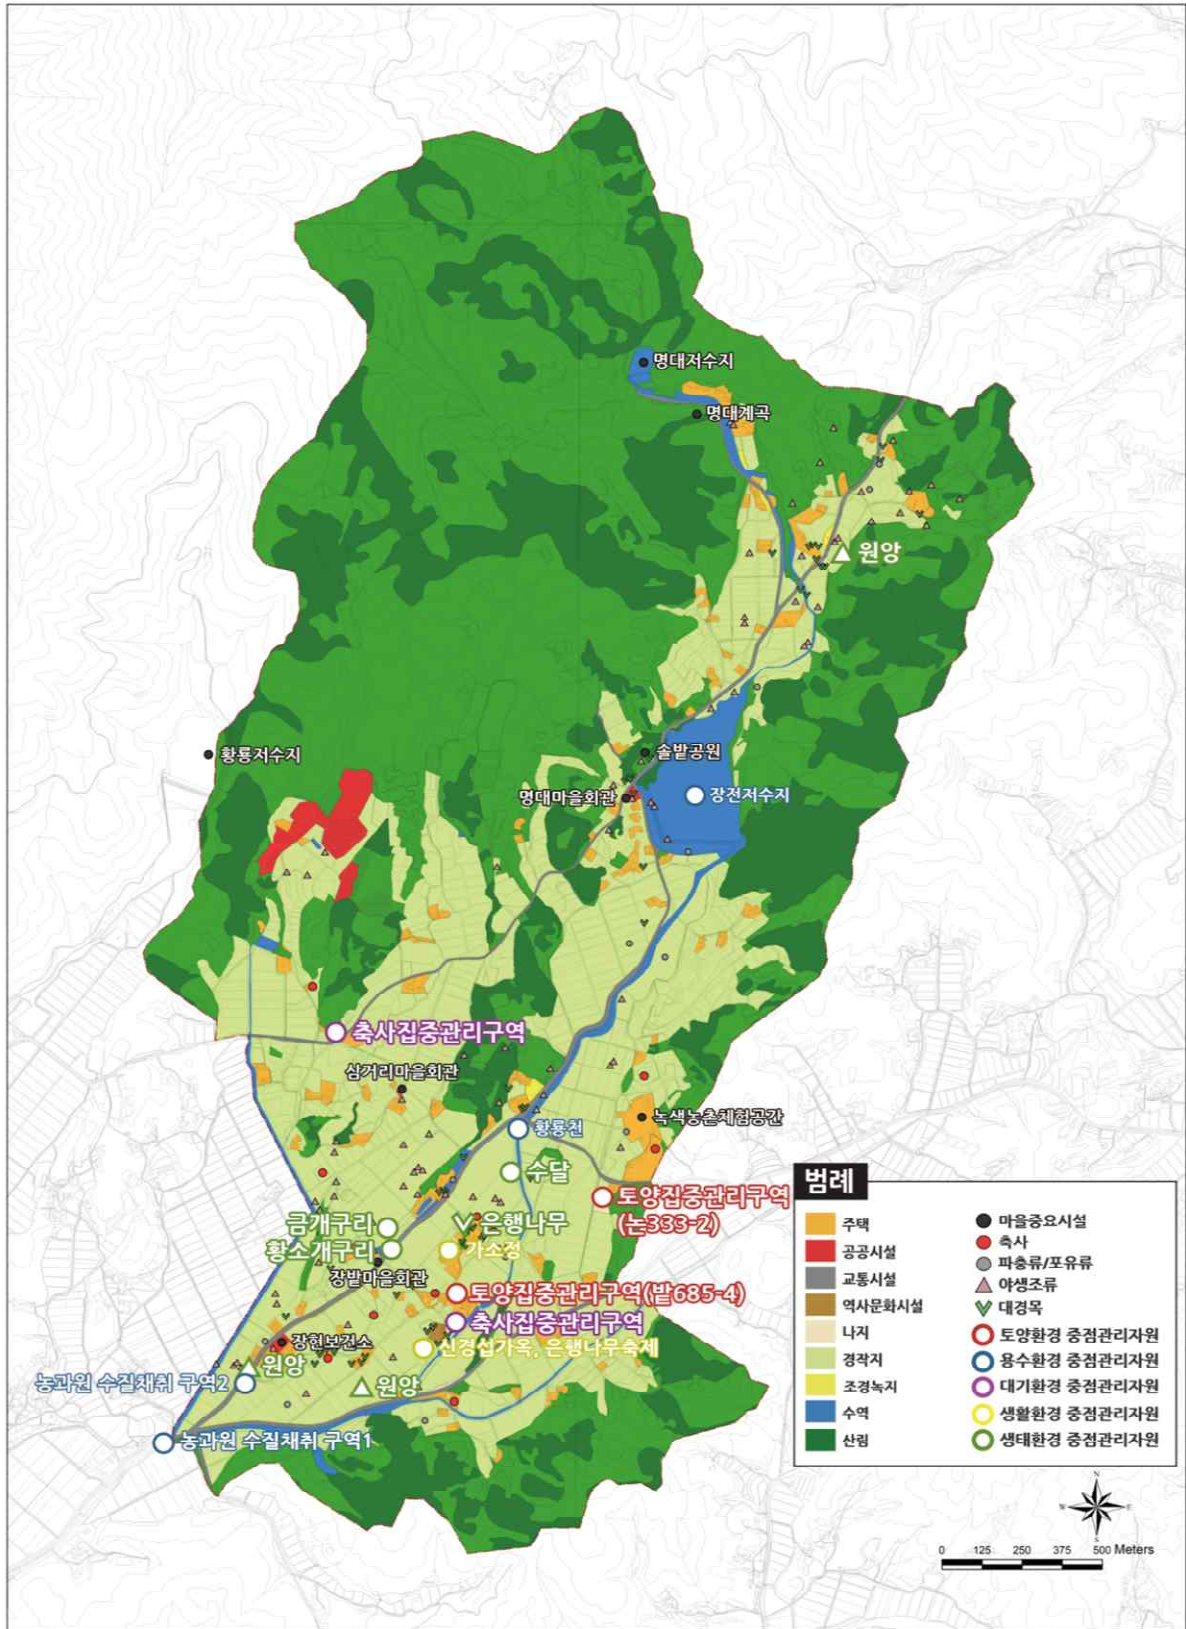 명대저수지
명대계곡
원앙
황룡저수지
솔밭공원
명대마을회관
장전저수지
축사집중관리구역
삼거리마을회관
황룡천
녹색농촌체험공간
수달
토양집중관리구역
(논333-2)
금개구리
은행나무
황소개구리
가소정
장밭마을회관
토양집중관리구역(밭685-4)
축사집중관리구역
장현보건소
신경섭가옥, 은행나무축제
원앙
농과원 수질채취 구역2
원앙
농과원 수질채취 구역1
범례
주택
공공시설
교통시설
역사문화시설
나지
경작지
조경녹지
수역
산림
마을중요시설
축사
파충류/포유류
야생조류
대경목
토양환경 중점관리자원
용수환경 중점관리자원
대기환경 중점관리자원
생활환경 중점관리자원
생태환경 중점관리자원
N
W E
S
0 125 250 375 500 Meters